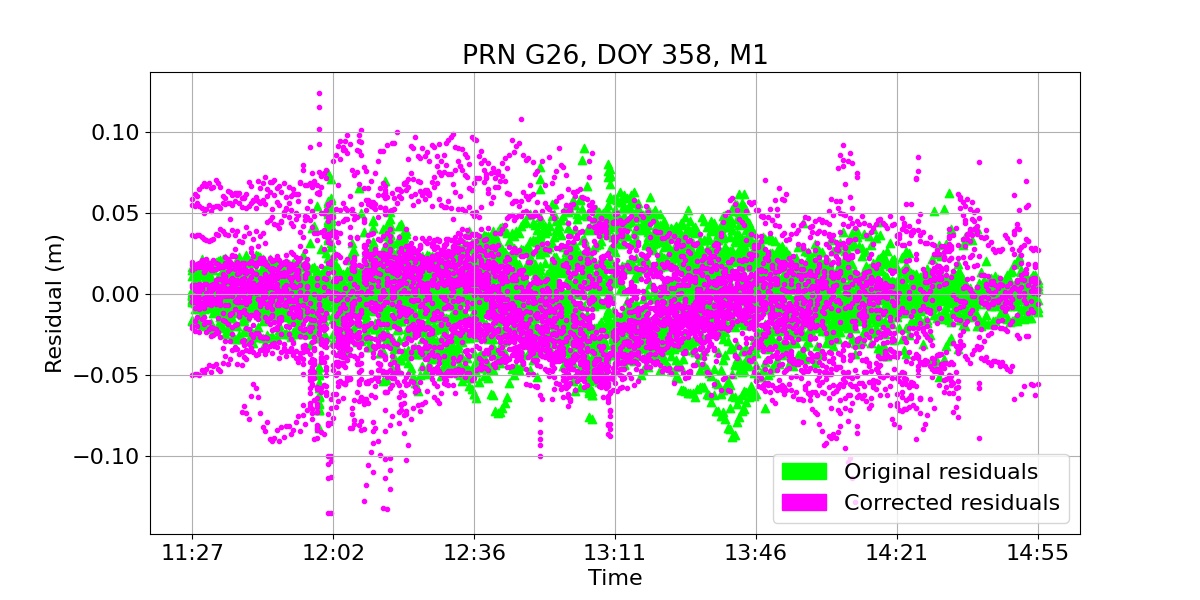 PRN G26, DOY 358, M1
Residual (m)
0.10
0.05
0.00
−0.05
−0.10
Original residuals
Corrected residuals
11:27 12:02 12:36 13:11 13:46 14:21 14:55
Time